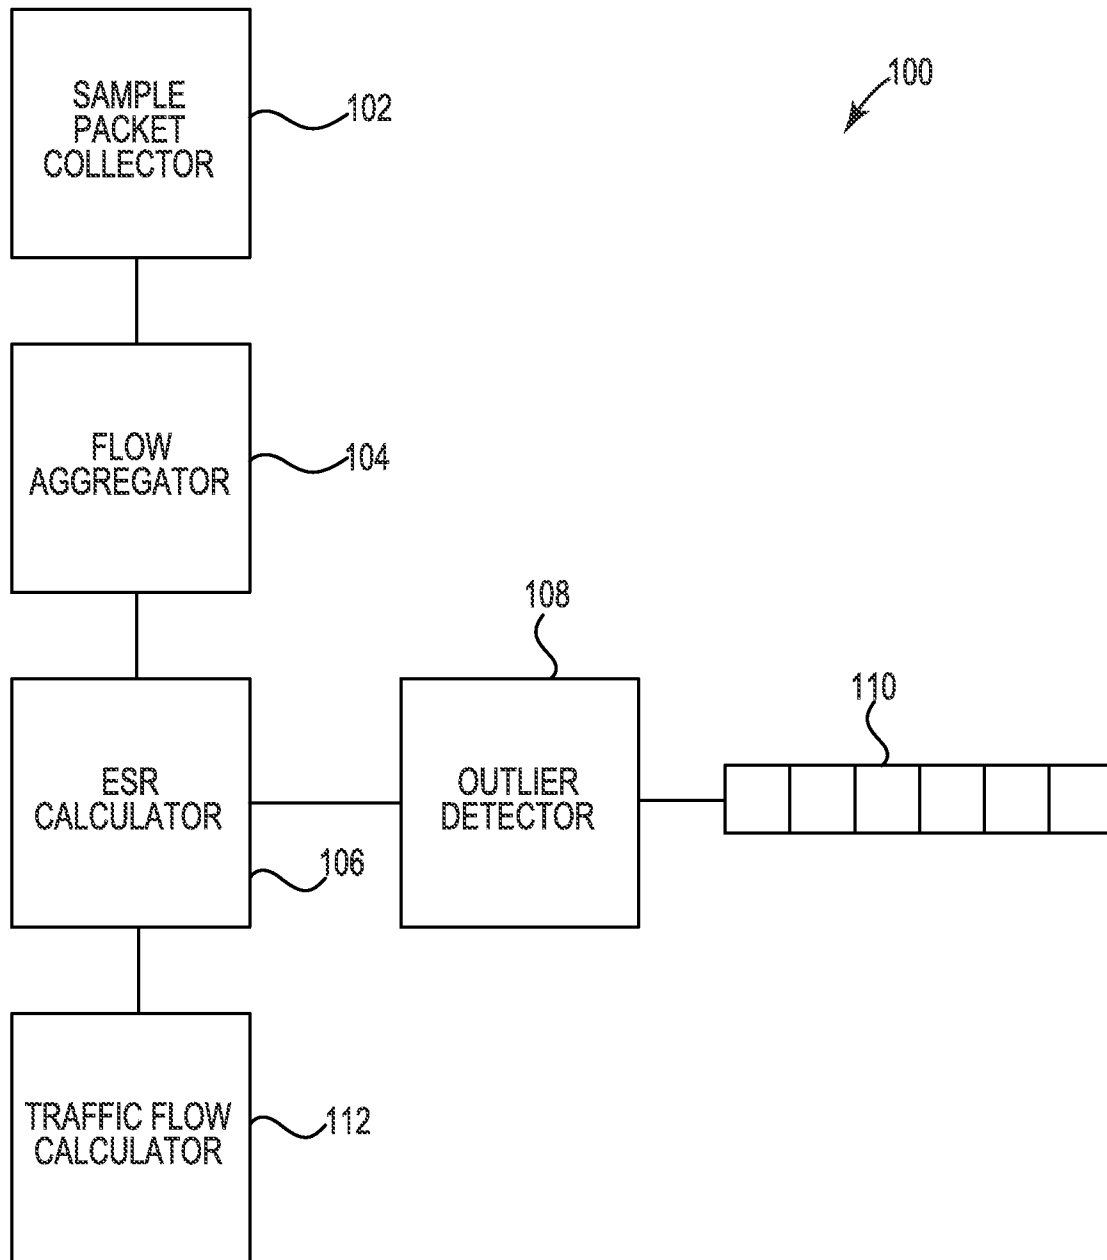 100
SAMPLE
PACKET
COLLECTOR
102
FLOW
AGGREGATOR
104
108
110
ESR
CALCULATOR
OUTLIER
DETECTOR
106
TRAFFIC FLOW
CALCULATOR
112